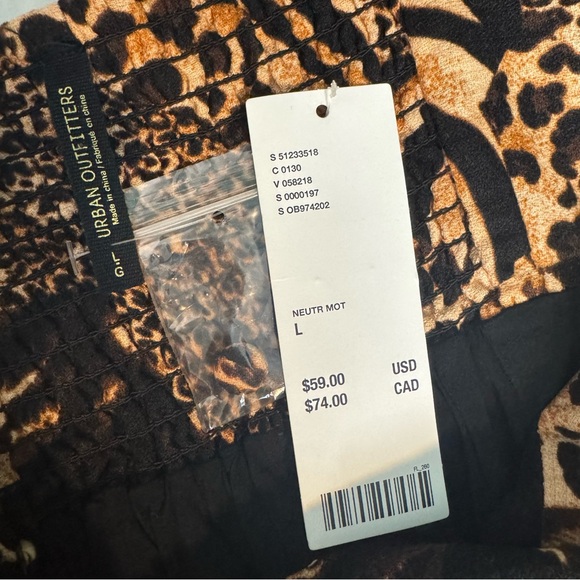 URBAN OUTFITTERS
Made in china / Fabriqué en chine
L/G
S 51233518
C 0130
V 058218
S 0000197
S OB974202
NEUTR MOT
L
$59.00 USD
$74.00 CAD
FL_260